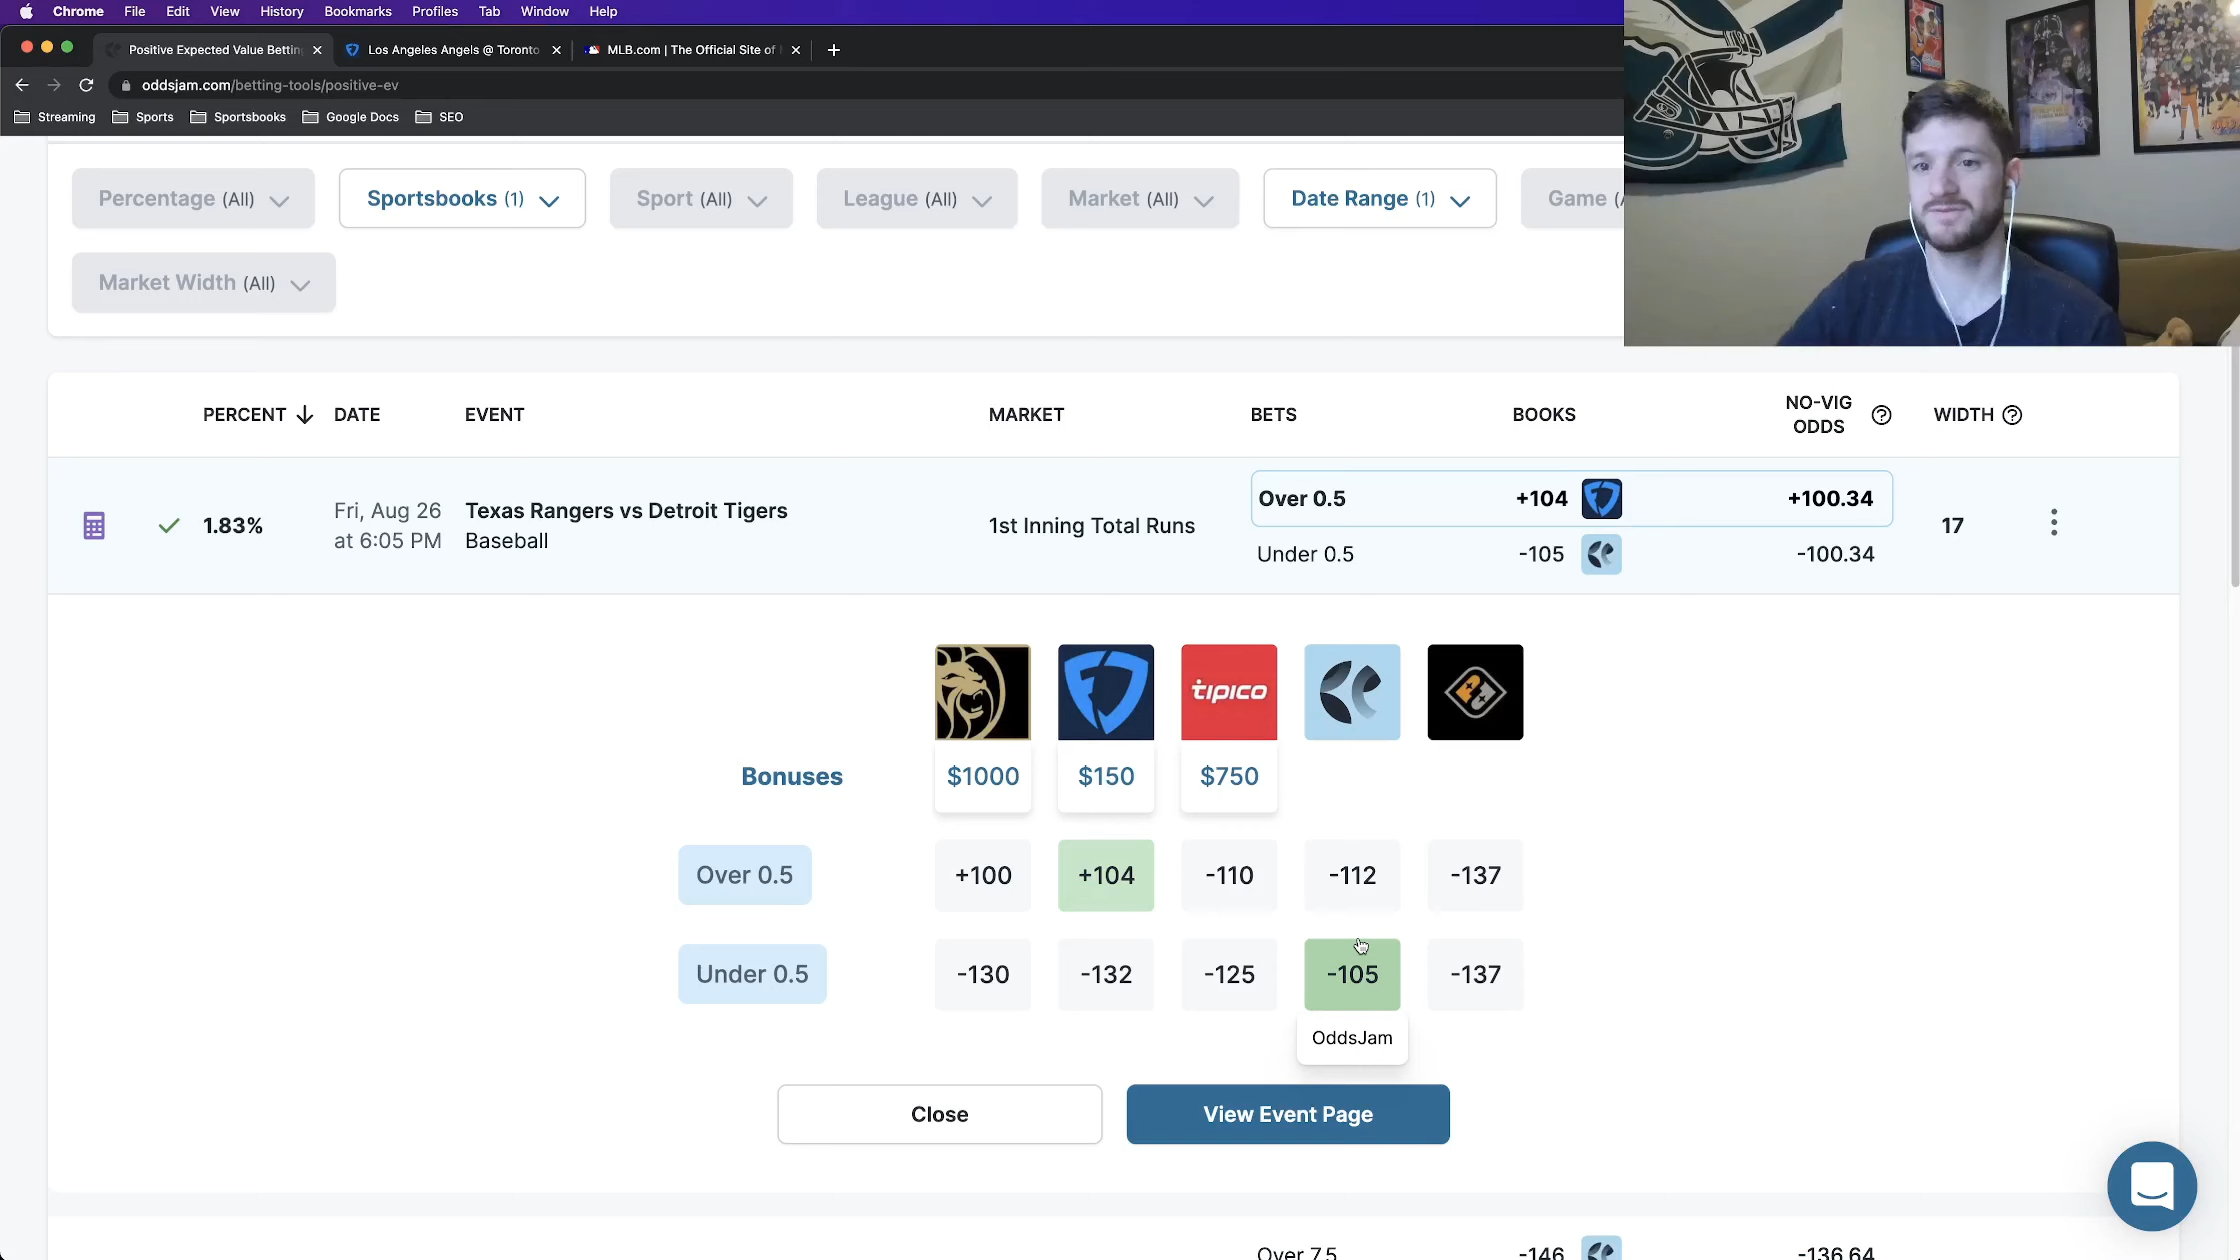 Chrome File Edit View History Bookmarks Profiles Tab Window Help
Positive Expected Value Bettin Los Angeles Angels @ Toronto MLB.com | The Official Site of
oddsjam.com/betting-tools/positive-ev
Streaming Sports Sportsbooks Google Docs SEO
Percentage (All) Sportsbooks (1) Sport (All) League (All) Market (All) Date Range (1) Game (
Market Width (All)
PERCENT DATE EVENT MARKET BETS BOOKS NO-VIG ODDS WIDTH
1.83% Fri, Aug 26 at 6:05 PM Texas Rangers vs Detroit Tigers Baseball 1st Inning Total Runs Over 0.5 +104 +100.34 17
Under 0.5 -105 -100.34
tipico
Bonuses $1000 $150 $750
Over 0.5 +100 +104 -110 -112 -137
Under 0.5 -130 -132 -125 -105 -137
OddsJam
Close View Event Page
Over 7.5 -146 -136.64